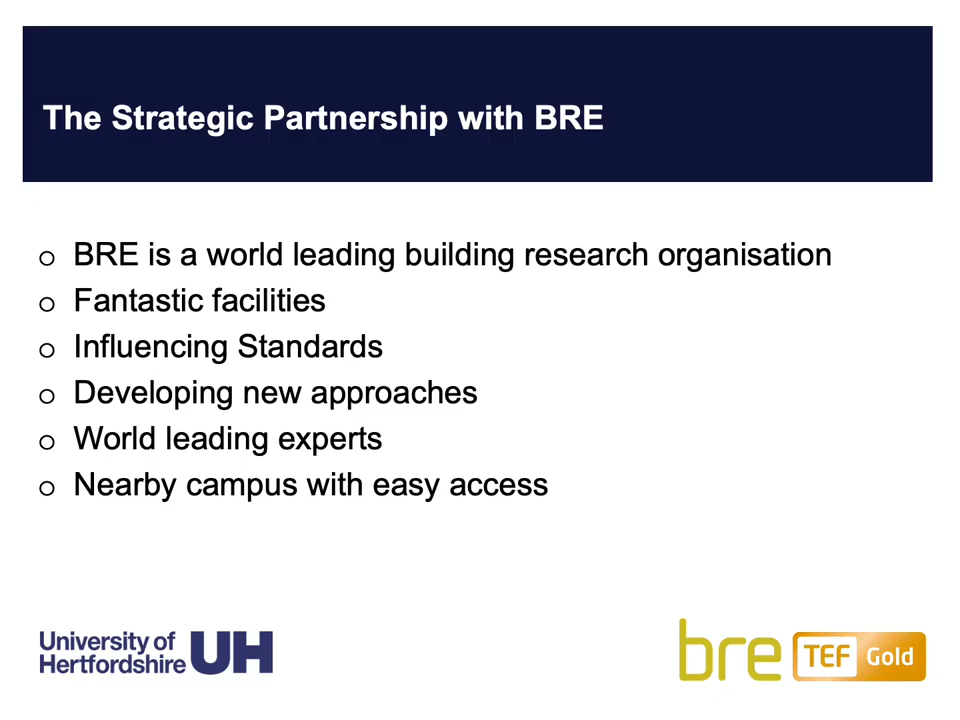 The Strategic Partnership with BRE
o BRE is a world leading building research organisation
o Fantastic facilities
o Influencing Standards
o Developing new approaches
o World leading experts
o Nearby campus with easy access
University of
Hertfordshire UH
bre TEF Gold